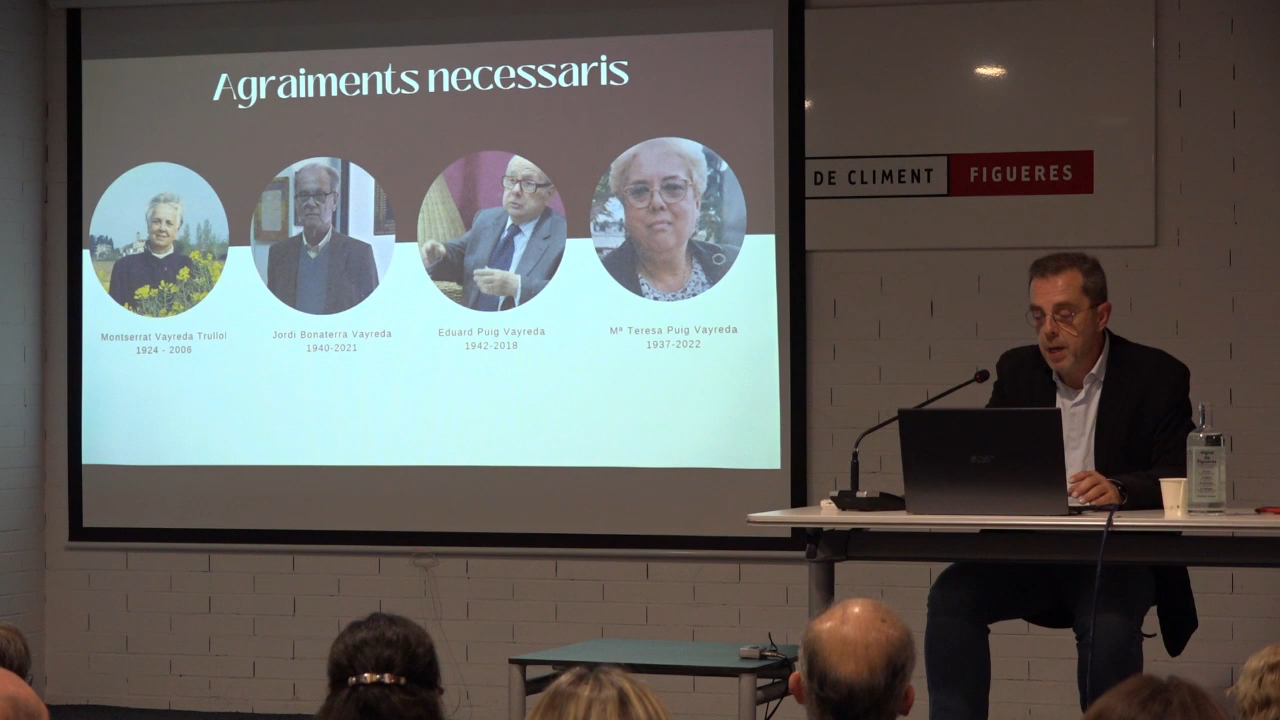 Agraiments necessaris
Montserrat Vayreda Trullol
1924 - 2006
Jordi Bonaterra Vayreda
1940-2021
Eduard Puig Vayreda
1942-2018
Mª Teresa Puig Vayreda
1937-2022
DE CLIMENT FIGUERES